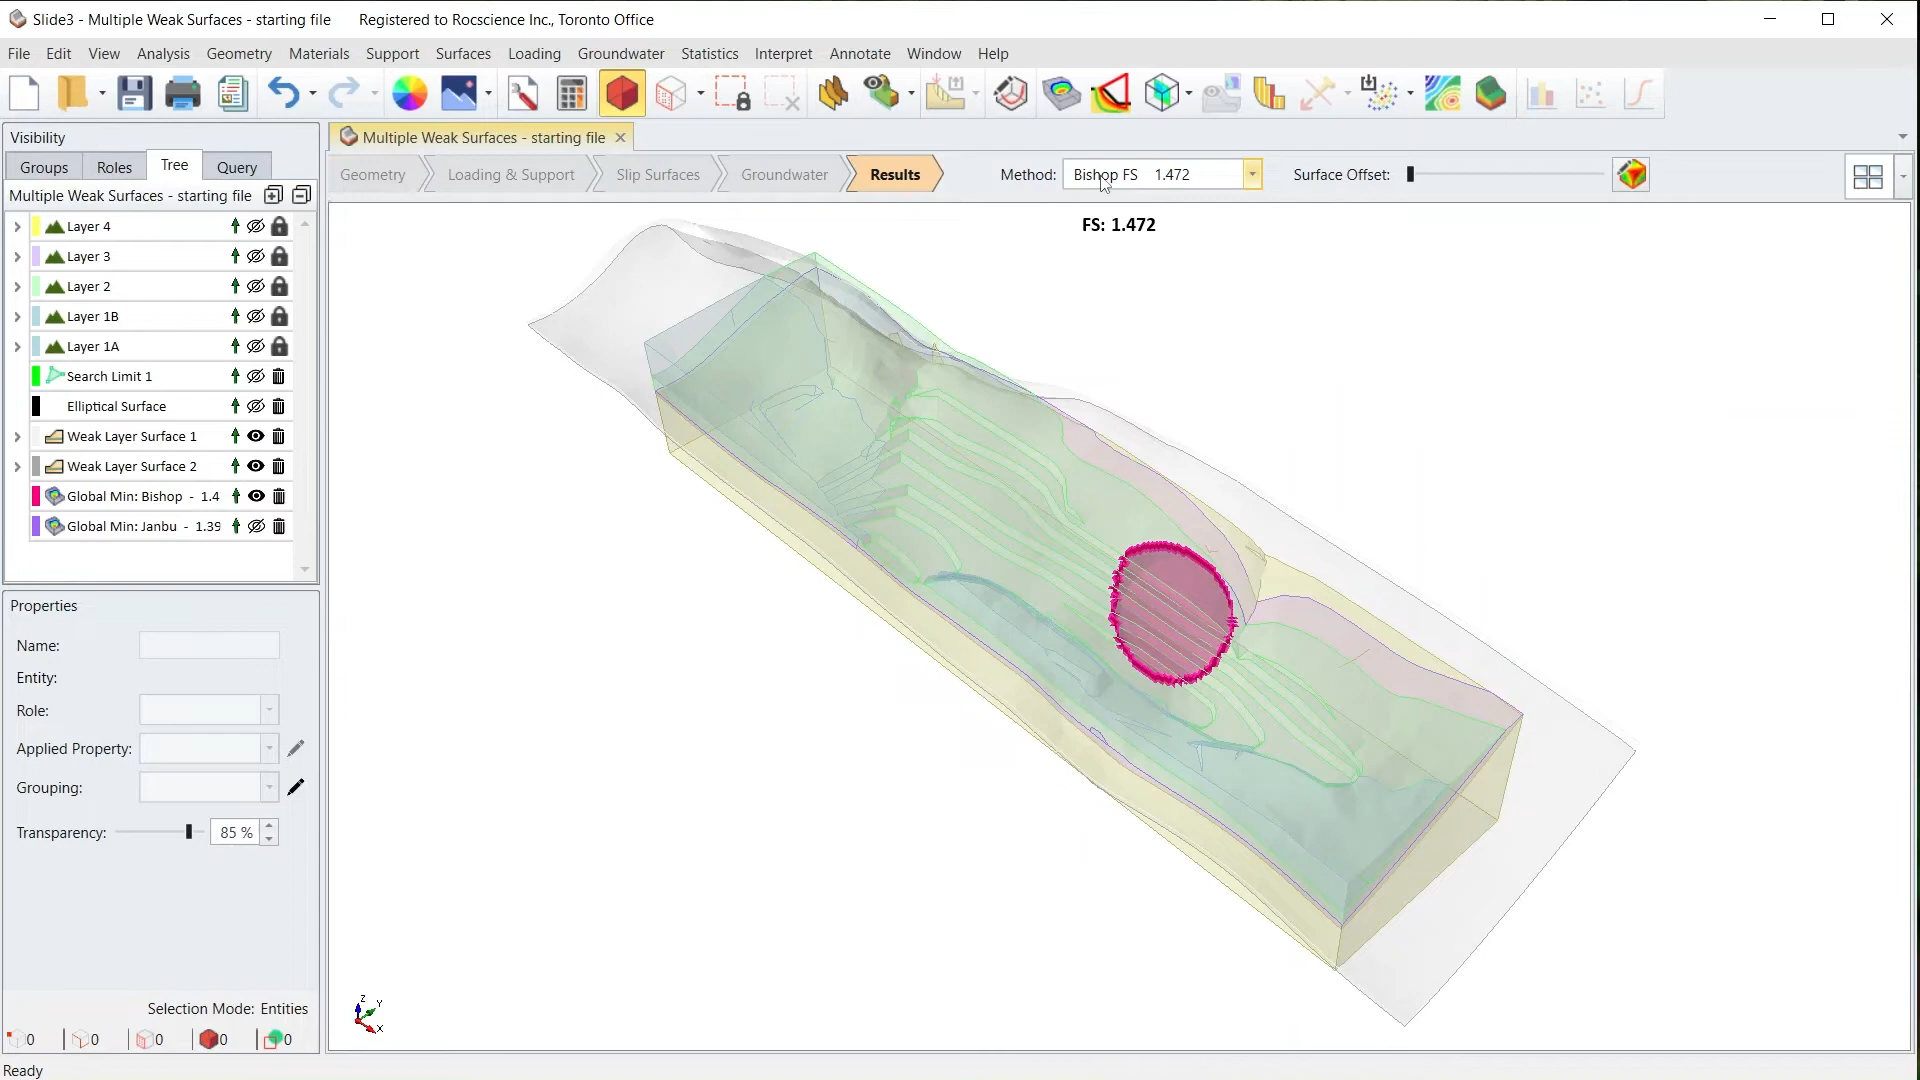 Slide3 - Multiple Weak Surfaces - starting file Registered to Rocscience Inc., Toronto Office
File Edit View Analysis Geometry Materials Support Surfaces Loading Groundwater Statistics Interpret Annotate Window Help
Visibility
Groups Roles Tree Query
Multiple Weak Surfaces - starting file
Layer 4
Layer 3
Layer 2
Layer 1B
Layer 1A
Search Limit 1
Elliptical Surface
Weak Layer Surface 1
Weak Layer Surface 2
Global Min: Bishop - 1.4
Global Min: Janbu - 1.39
Properties
Name:
Entity:
Role:
Applied Property:
Grouping:
Transparency: 85 %
Selection Mode: Entities
0 0 0 0 0
Ready
Multiple Weak Surfaces - starting file
Geometry Loading & Support Slip Surfaces Groundwater Results Method: Bishop FS 1.472 Surface Offset:
FS: 1.472
Z
Y
X